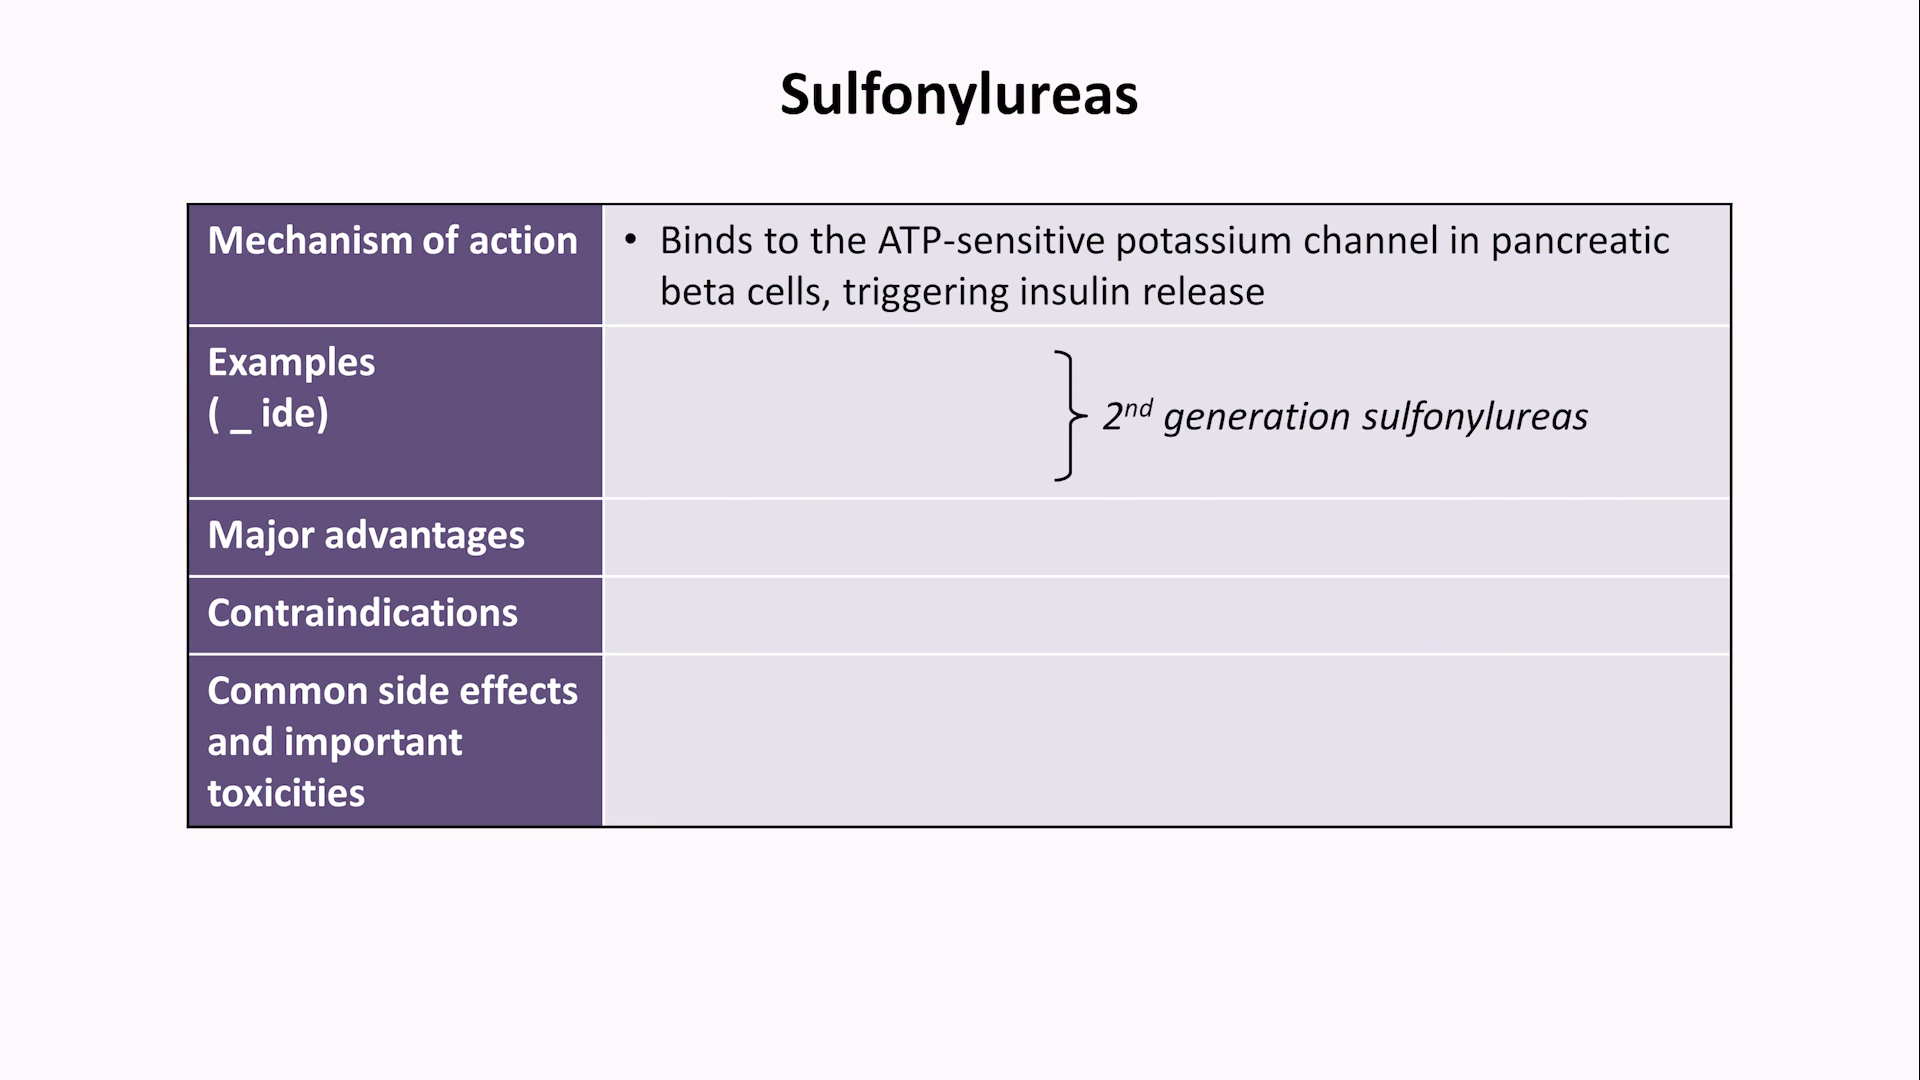 Sulfonylureas
Mechanism of action
• Binds to the ATP-sensitive potassium channel in pancreatic
beta cells, triggering insulin release
Examples
( _ ide)
2nd generation sulfonylureas
Major advantages
Contraindications
Common side effects
and important
toxicities